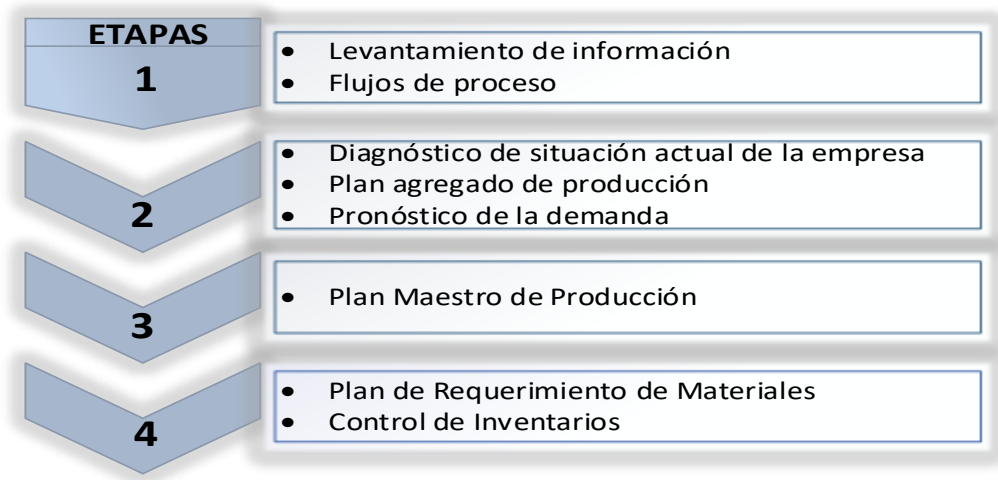 ETAPAS
1
• Levantamiento de información
• Flujos de proceso
2
• Diagnóstico de situación actual de la empresa
• Plan agregado de producción
• Pronóstico de la demanda
3
• Plan Maestro de Producción
4
• Plan de Requerimiento de Materiales
• Control de Inventarios